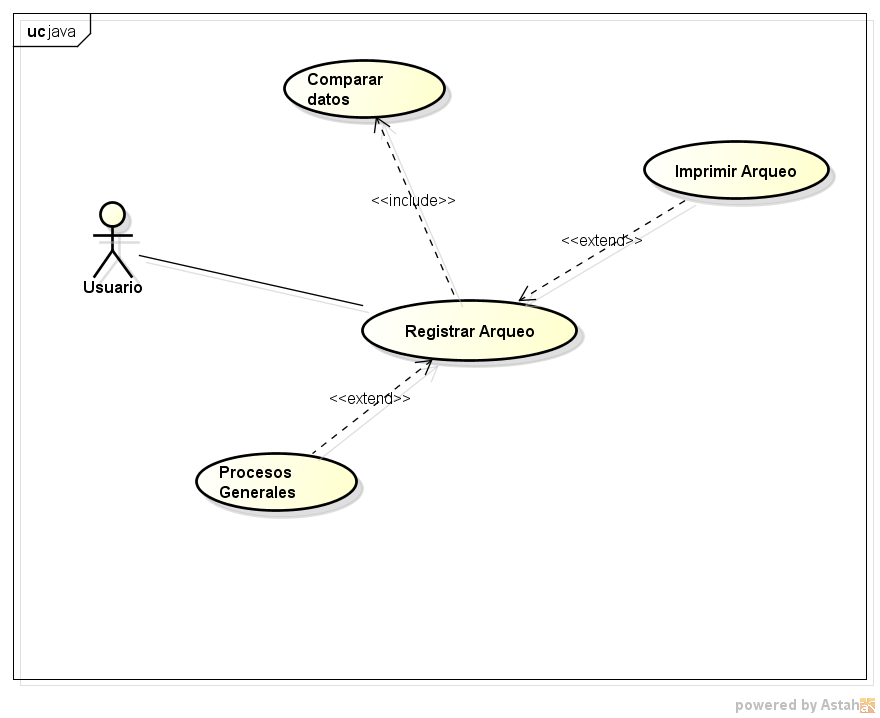 uc java
Comparar
datos
Imprimir Arqueo
<<include>>
<<extend>>
Usuario
Registrar Arqueo
<<extend>>
Procesos
Generales
powered by Astah